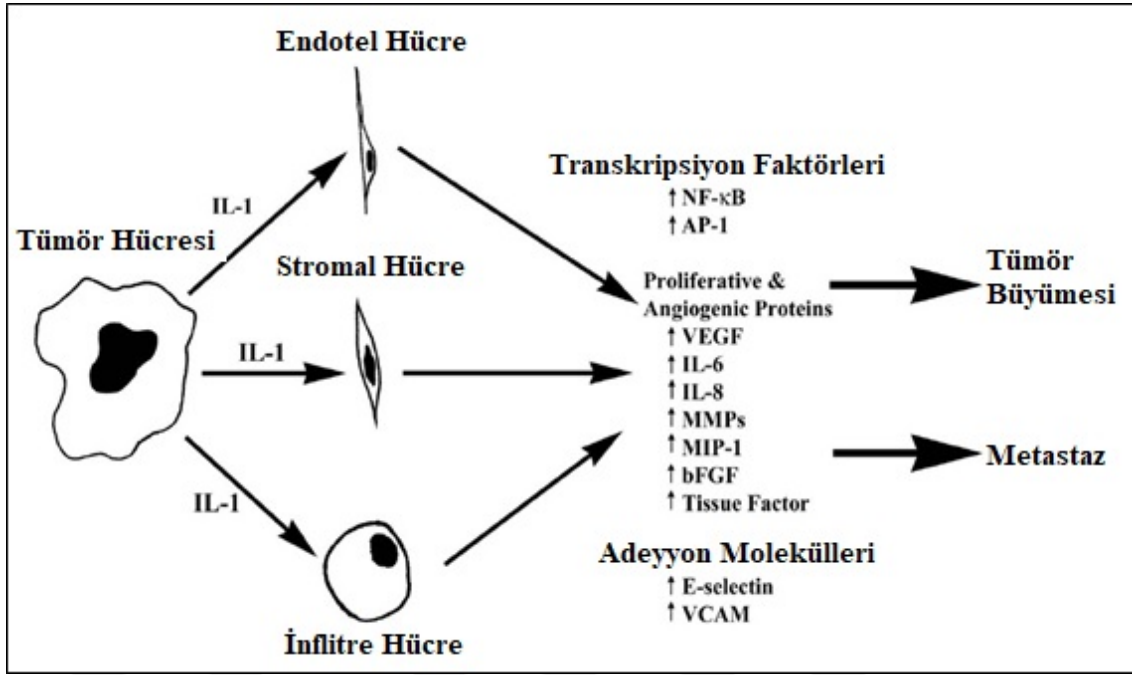 Endotel Hücre
Transkripsiyon Faktörleri
↑ NF-κB
↑ AP-1
IL-1
Tümör Hücresi
Stromal Hücre
Proliferative &
Angiogenic Proteins
↑ VEGF
↑ IL-6
↑ IL-8
↑ MMPs
↑ MIP-1
↑ bFGF
↑ Tissue Factor
Tümör
Büyümesi
IL-1
Metastaz
IL-1
Adeyyon Molekülleri
↑ E-selectin
↑ VCAM
İnflitre Hücre